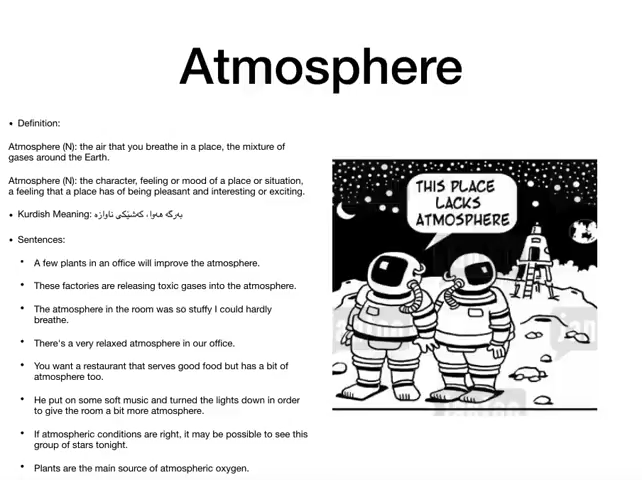 Atmosphere
• Definition:
Atmosphere (N): the air that you breathe in a place, the mixture of
gases around the Earth.
Atmosphere (N): the character, feeling or mood of a place or situation,
a feeling that a place has of being pleasant and interesting or exciting.
• Kurdish Meaning: بەرگە هەوا، کەشێکی ناوازە
• Sentences:
• A few plants in an office will improve the atmosphere.
• These factories are releasing toxic gases into the atmosphere.
• The atmosphere in the room was so stuffy I could hardly
breathe.
• There's a very relaxed atmosphere in our office.
• You want a restaurant that serves good food but has a bit of
atmosphere too.
• He put on some soft music and turned the lights down in order
to give the room a bit more atmosphere.
• If atmospheric conditions are right, it may be possible to see this
group of stars tonight.
• Plants are the main source of atmospheric oxygen.
THIS PLACE
LACKS
ATMOSPHERE